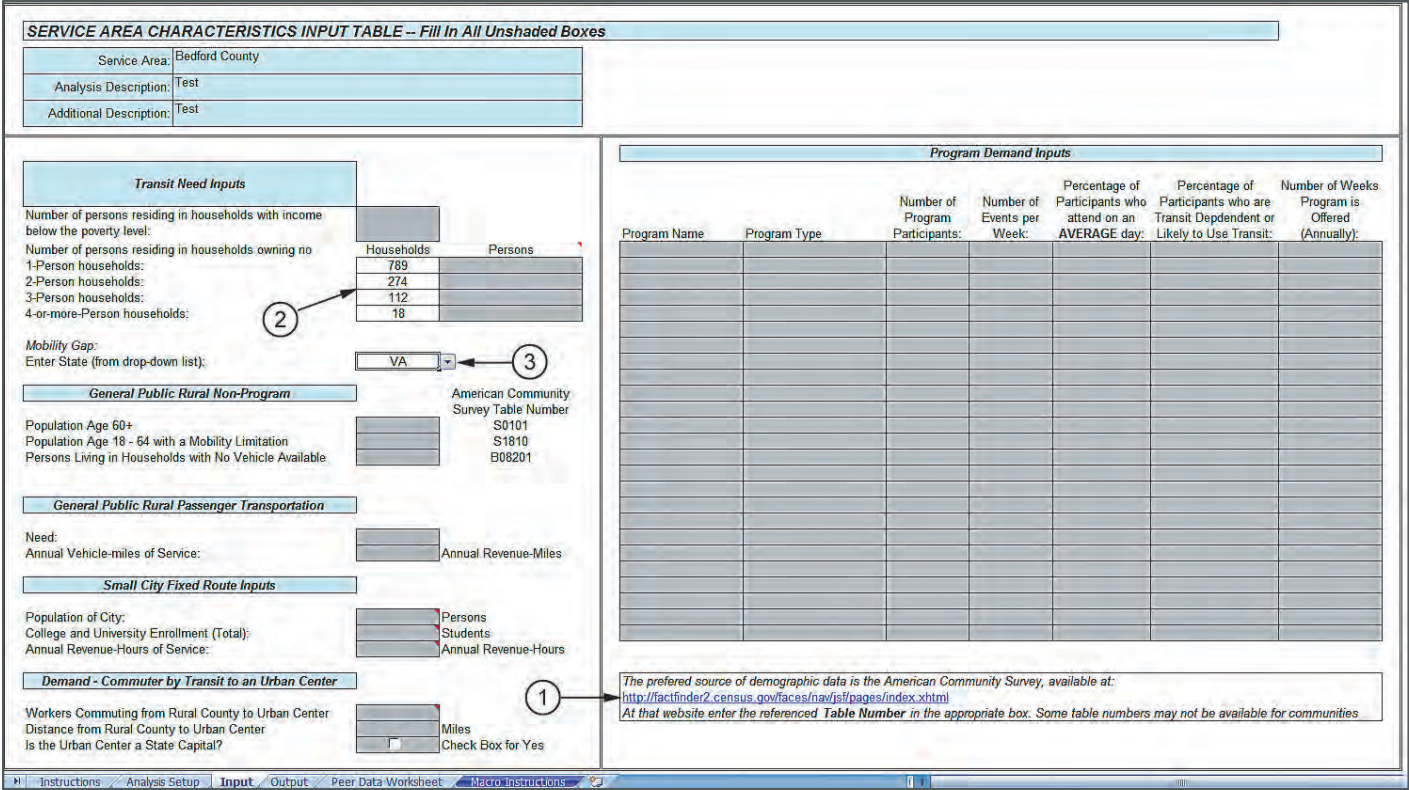 SERVICE AREA CHARACTERISTICS INPUT TABLE -- Fill In All Unshaded Boxes
Service Area: Bedford County
Analysis Description: Test
Additional Description: Test
Transit Need Inputs
Number of persons residing in households with income
below the poverty level:
Number of persons residing in households owning no Households Persons
1-Person households: 789
2-Person households: 274
3-Person households: 112
4-or-more-Person households: 18
2
Mobility Gap:
Enter State (from drop-down list): VA
3
General Public Rural Non-Program
American Community
Survey Table Number
Population Age 60+ S0101
Population Age 18 - 64 with a Mobility Limitation S1810
Persons Living in Households with No Vehicle Available B08201
General Public Rural Passenger Transportation
Need:
Annual Vehicle-miles of Service: Annual Revenue-Miles
Small City Fixed Route Inputs
Population of City: Persons
College and University Enrollment (Total): Students
Annual Revenue-Hours of Service: Annual Revenue-Hours
Demand - Commuter by Transit to an Urban Center
Workers Commuting from Rural County to Urban Center
Distance from Rural County to Urban Center Miles
Is the Urban Center a State Capital? Check Box for Yes
Program Demand Inputs
Program Name
Program Type
Number of
Program
Participants:
Number of
Events per
Week:
Percentage of
Participants who
attend on an
AVERAGE day:
Percentage of
Participants who are
Transit Depdendent or
Likely to Use Transit:
Number of Weeks
Program is
Offered
(Annually):
1
The prefered source of demographic data is the American Community Survey, available at:
http://factfinder2.census.gov/faces/nav/jsf/pages/index.xhtml
At that website enter the referenced Table Number in the appropriate box. Some table numbers may not be available for communities
Instructions Analysis Setup Input Output Peer Data Worksheet Macro Instructions